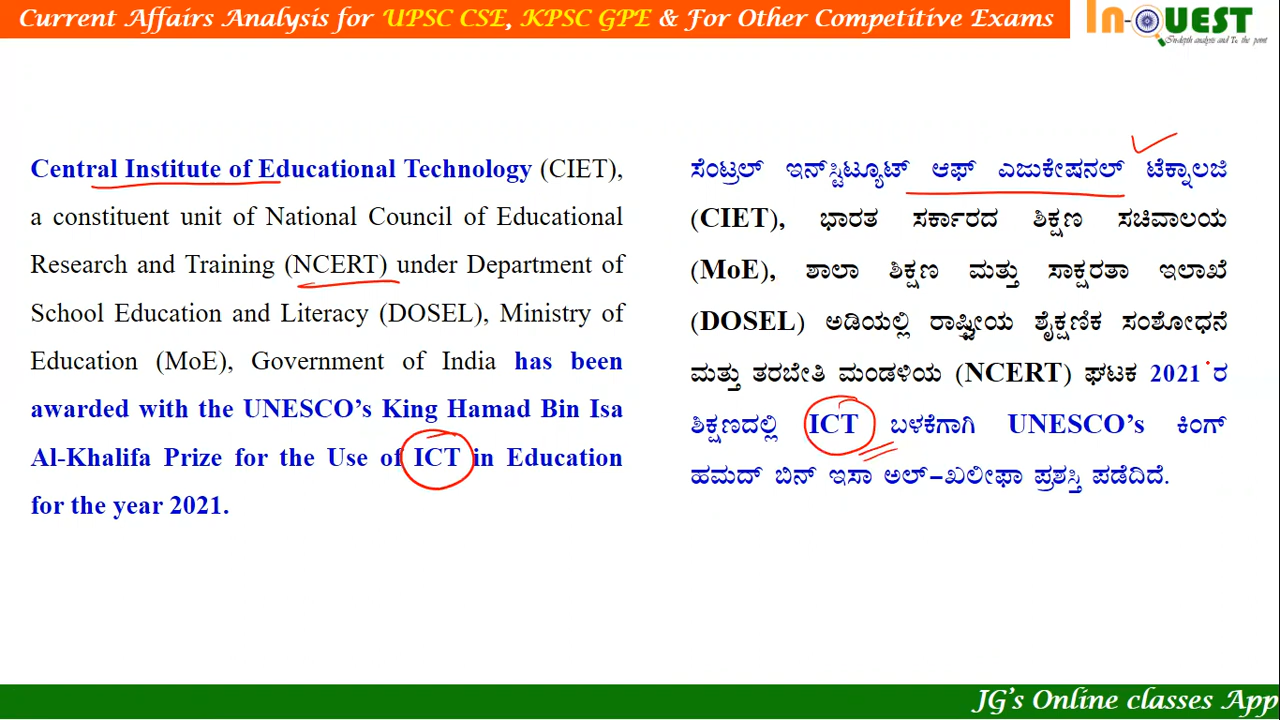 Current Affairs Analysis for UPSC CSE, KPSC GPE & For Other Competitive Exams
In-QUEST
In-depth analysis and To the point
Central Institute of Educational Technology (CIET),
a constituent unit of National Council of Educational
Research and Training (NCERT) under Department of
School Education and Literacy (DOSEL), Ministry of
Education (MoE), Government of India has been
awarded with the UNESCO’s King Hamad Bin Isa
Al-Khalifa Prize for the Use of ICT in Education
for the year 2021.
ಸೆಂಟ್ರಲ್ ಇನ್‌ಸ್ಟಿಟ್ಯೂಟ್ ಆಫ್ ಎಜುಕೇಷನಲ್ ಟೆಕ್ನಾಲಜಿ
(CIET), ಭಾರತ ಸರ್ಕಾರದ ಶಿಕ್ಷಣ ಸಚಿವಾಲಯ
(MoE), ಶಾಲಾ ಶಿಕ್ಷಣ ಮತ್ತು ಸಾಕ್ಷರತಾ ಇಲಾಖೆ
(DOSEL) ಅಡಿಯಲ್ಲಿ ರಾಷ್ಟ್ರೀಯ ಶೈಕ್ಷಣಿಕ ಸಂಶೋಧನೆ
ಮತ್ತು ತರಬೇತಿ ಮಂಡಳಿಯ (NCERT) ಘಟಕ 2021ರ
ಶಿಕ್ಷಣದಲ್ಲಿ ICT ಬಳಕೆಗಾಗಿ UNESCO’s ಕಿಂಗ್
ಹಮದ್ ಬಿನ್ ಇಸಾ ಅಲ್-ಖಲೀಫಾ ಪ್ರಶಸ್ತಿ ಪಡೆದಿದೆ.
JG's Online classes App